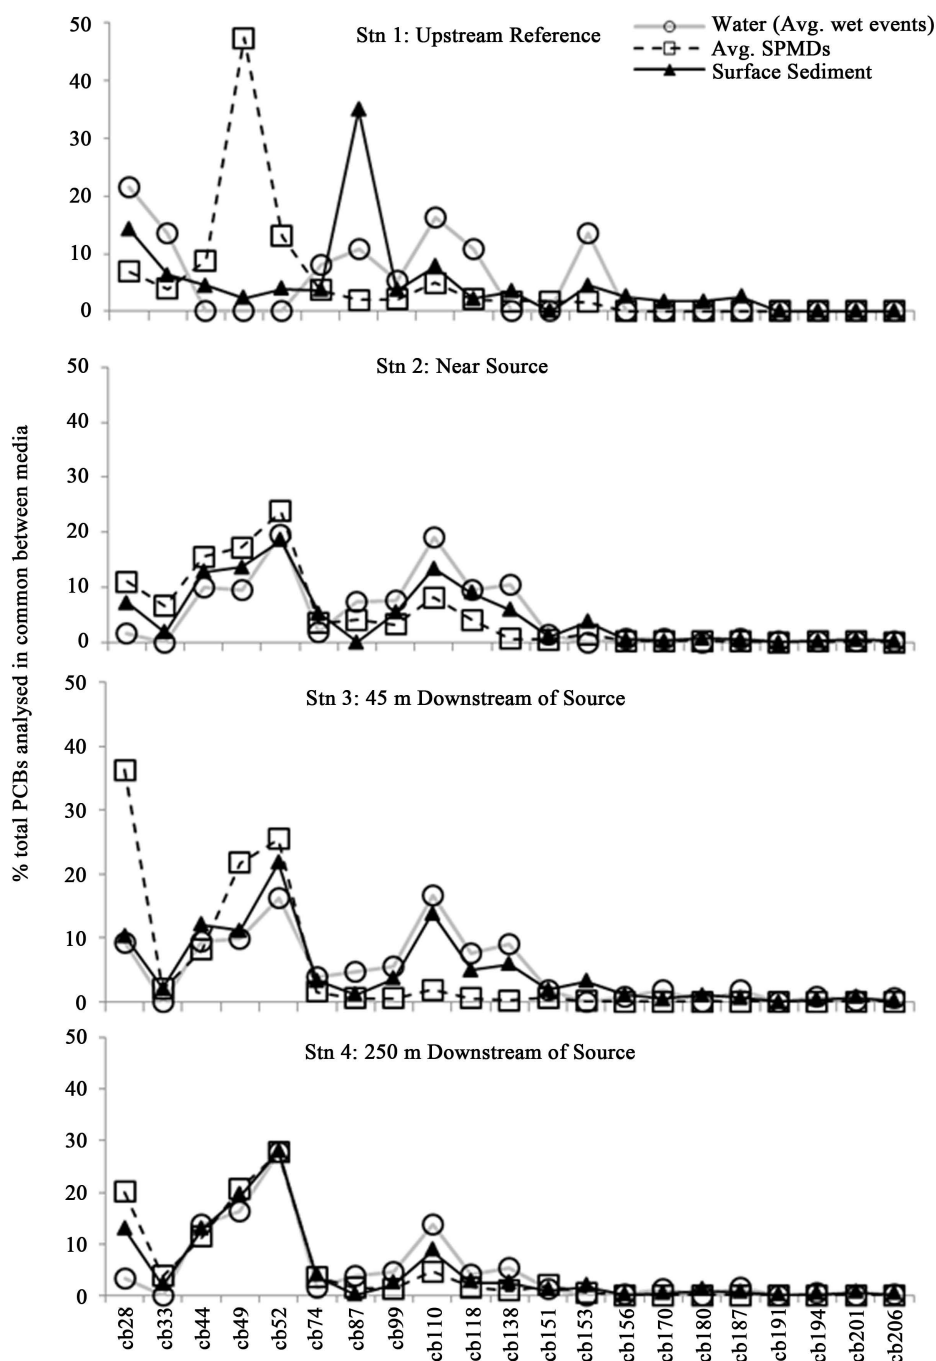 Stn 1: Upstream Reference
Water (Avg. wet events)
Avg. SPMDs
Surface Sediment
50
40
30
20
10
0
Stn 2: Near Source
50
40
30
20
10
0
Stn 3: 45 m Downstream of Source
50
40
30
20
10
0
Stn 4: 250 m Downstream of Source
50
40
30
20
10
0
% total PCBs analysed in common between media
cb28
cb33
cb44
cb49
cb52
cb74
cb87
cb99
cb110
cb118
cb138
cb151
cb153
cb156
cb170
cb180
cb187
cb191
cb194
cb201
cb206